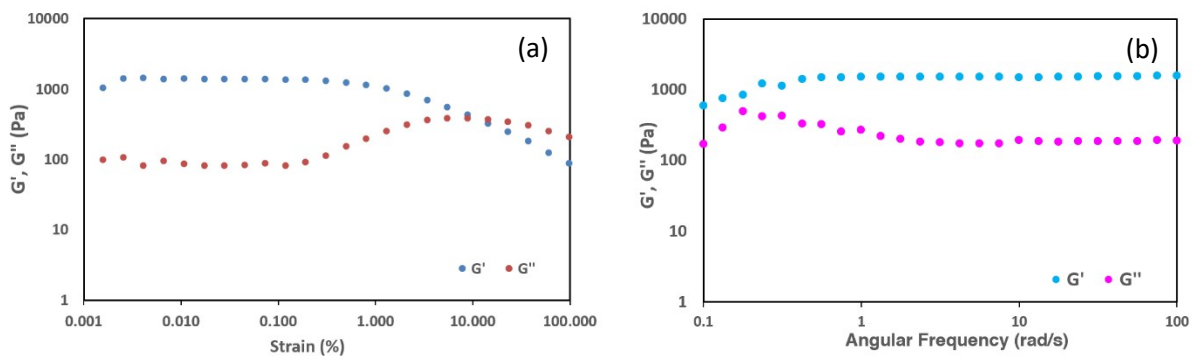 (a)
10000
1000
100
10
1
G', G" (Pa)
G' G"
0.001 0.010 0.100 1.000 10.000 100.000
Strain (%)
(b)
10000
1000
100
10
1
G', G" (Pa)
G' G"
0.1 1 10 100
Angular Frequency (rad/s)